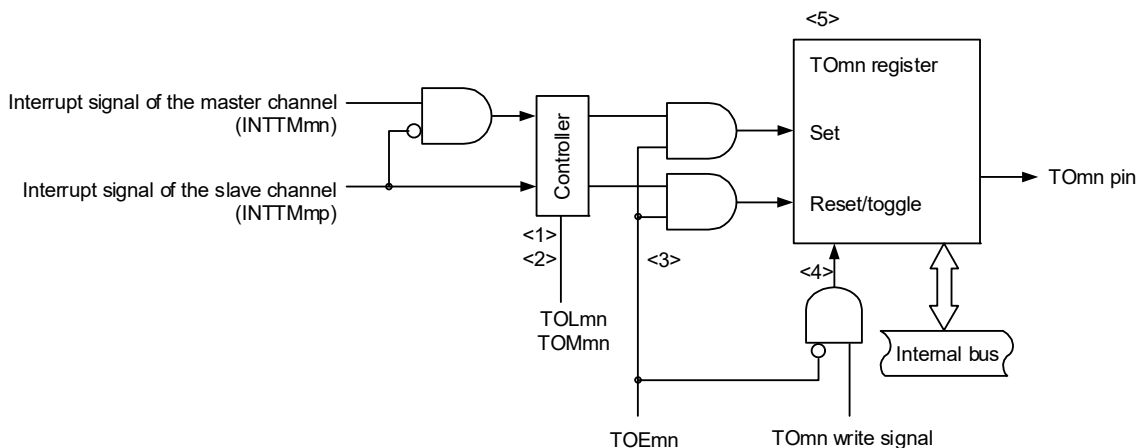 <5>
TOmn register
Interrupt signal of the master channel
(INTTMmn)
Set
Controller
Interrupt signal of the slave channel
(INTTMmp)
TOmn pin
Reset/toggle
<1>
<2>
<3>
<4>
TOLmn
TOMmn
Internal bus
TOEmn
TOmn write signal